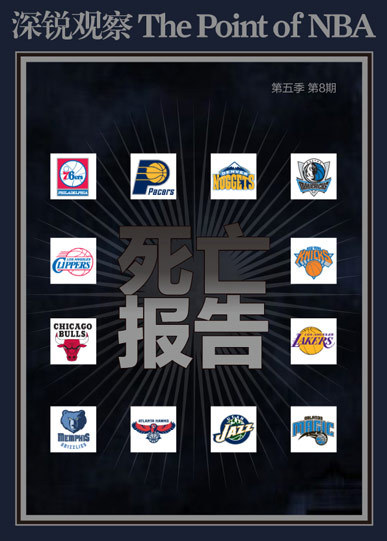 深锐观察 The Point of NBA
第五季 第8期
76ERS
PHILADELPHIA
Pacers
DENVER
NUGGETS
MAVERICKS
LOS ANGELES
CLIPPERS
死亡
报告
NEW YORK
KNICKS
CHICAGO
BULLS
LOS ANGELES
LAKERS
MEMPHIS
GRIZZLIES
ATLANTA HAWKS
JAZZ
ORLANDO
MAGIC